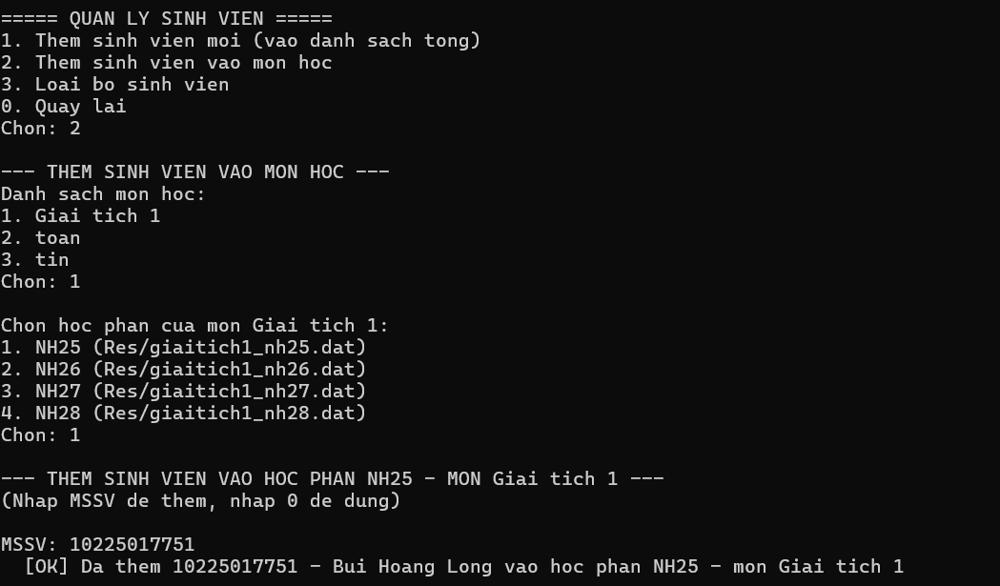 ===== QUAN LY SINH VIEN =====
1. Them sinh vien moi (vao danh sach tong)
2. Them sinh vien vao mon hoc
3. Loai bo sinh vien
0. Quay lai
Chon: 2
--- THEM SINH VIEN VAO MON HOC ---
Danh sach mon hoc:
1. Giai tich 1
2. toan
3. tin
Chon: 1
Chon hoc phan cua mon Giai tich 1:
1. NH25 (Res/giaitich1_nh25.dat)
2. NH26 (Res/giaitich1_nh26.dat)
3. NH27 (Res/giaitich1_nh27.dat)
4. NH28 (Res/giaitich1_nh28.dat)
Chon: 1
--- THEM SINH VIEN VAO HOC PHAN NH25 - MON Giai tich 1 ---
(Nhap MSSV de them, nhap 0 de dung)
MSSV: 10225017751
[OK] Da them 10225017751 - Bui Hoang Long vao hoc phan NH25 - mon Giai tich 1